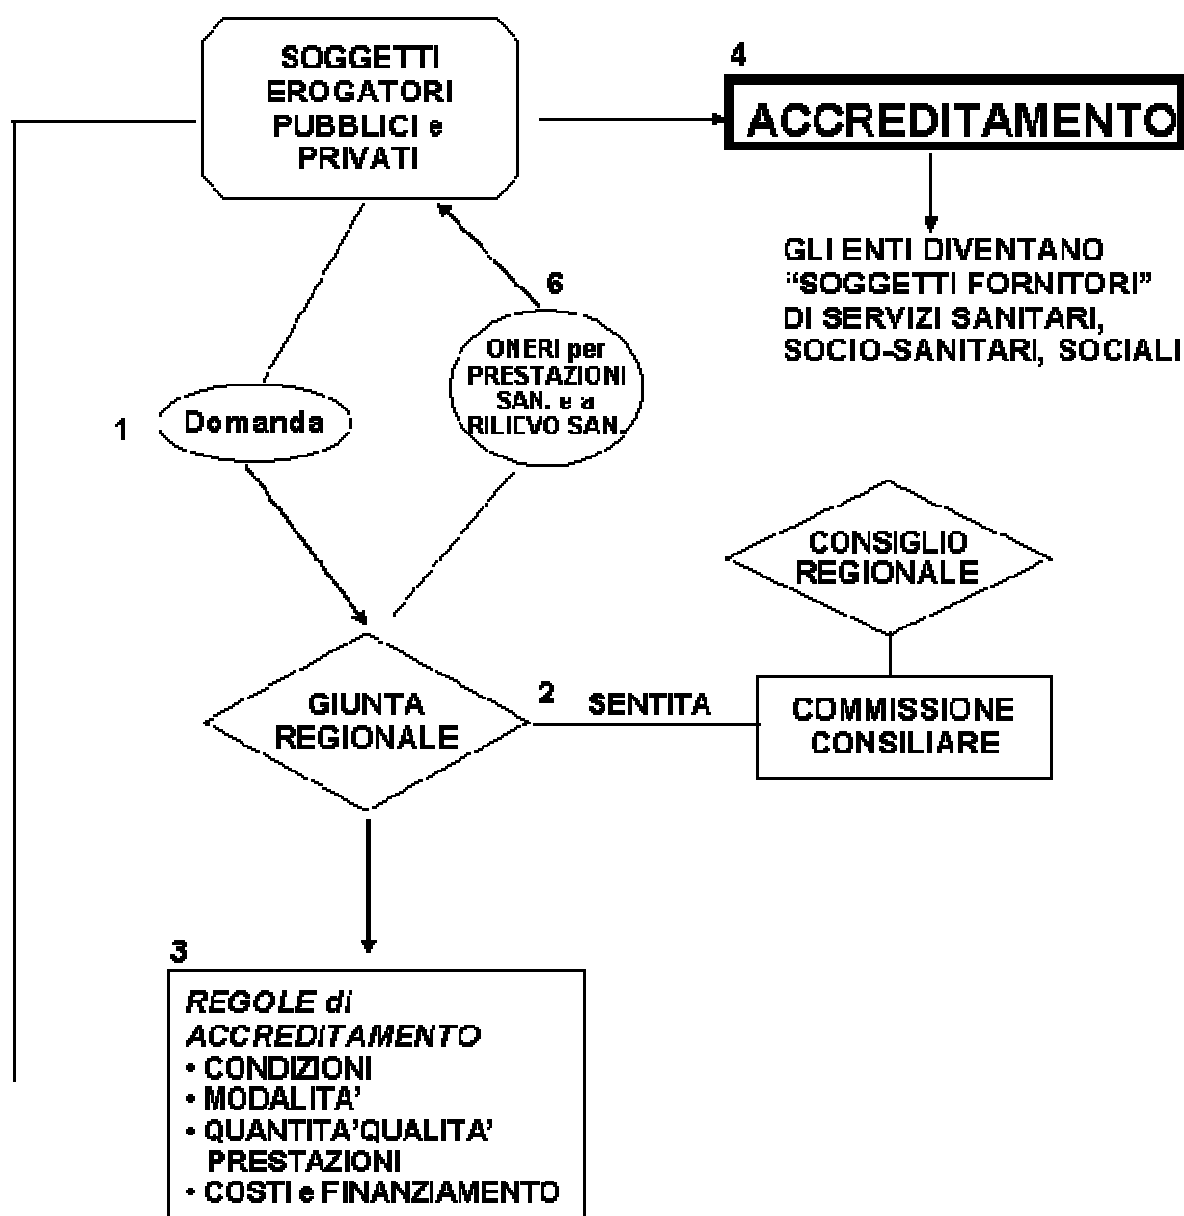 SOGGETTI
EROGATORI
PUBBLICI e
PRIVATI
4
ACCREDITAMENTO
GLI ENTI DIVENTANO
“SOGGETTI FORNITORI”
DI SERVIZI SANITARI,
SOCIO-SANITARI, SOCIALI
6
ONERI per
PRESTAZIONI
SAN. e a
RILIEVO SAN.
1
Domanda
CONSIGLIO
REGIONALE
GIUNTA
REGIONALE
2
SENTITA
COMMISSIONE
CONSILIARE
3
REGOLE di
ACCREDITAMENTO
• CONDIZIONI
• MODALITA’
• QUANTITA’QUALITA’
PRESTAZIONI
• COSTI e FINANZIAMENTO